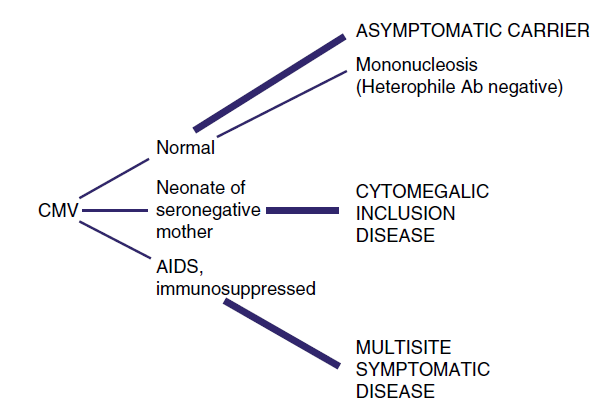 ASYMPTOMATIC CARRIER
Mononucleosis
(Heterophile Ab negative)
Normal
CMV
Neonate of
seronegative
mother
CYTOMEGALIC
INCLUSION
DISEASE
AIDS,
immunosuppressed
MULTISITE
SYMPTOMATIC
DISEASE